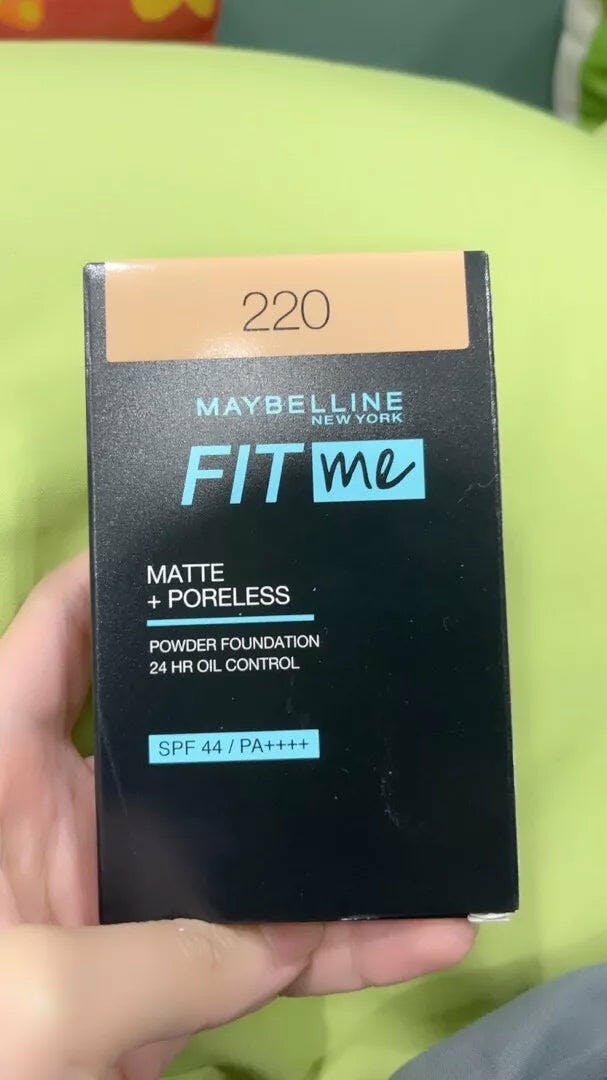 220
MAYBELLINE
NEW YORK
FIT me
MATTE
+ PORELESS
POWDER FOUNDATION
24 HR OIL CONTROL
SPF 44 / PA++++